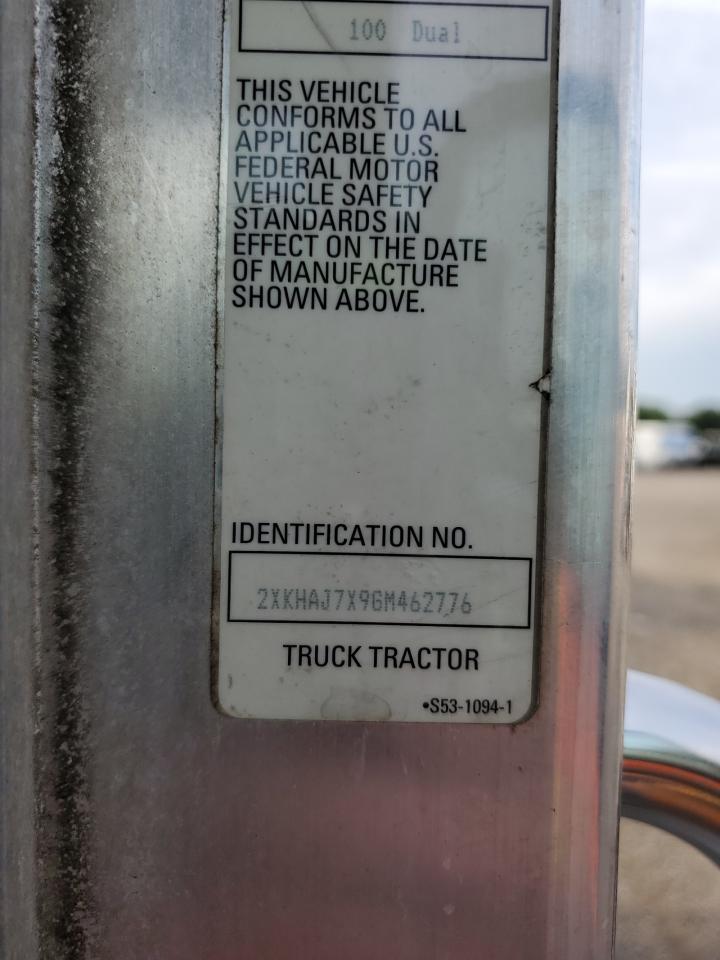 100 Dual
THIS VEHICLE
CONFORMS TO ALL
APPLICABLE U.S.
FEDERAL MOTOR
VEHICLE SAFETY
STANDARDS IN
EFFECT ON THE DATE
OF MANUFACTURE
SHOWN ABOVE.
IDENTIFICATION NO.
2XKHAJ7X9GM462776
TRUCK TRACTOR
•S53-1094-1